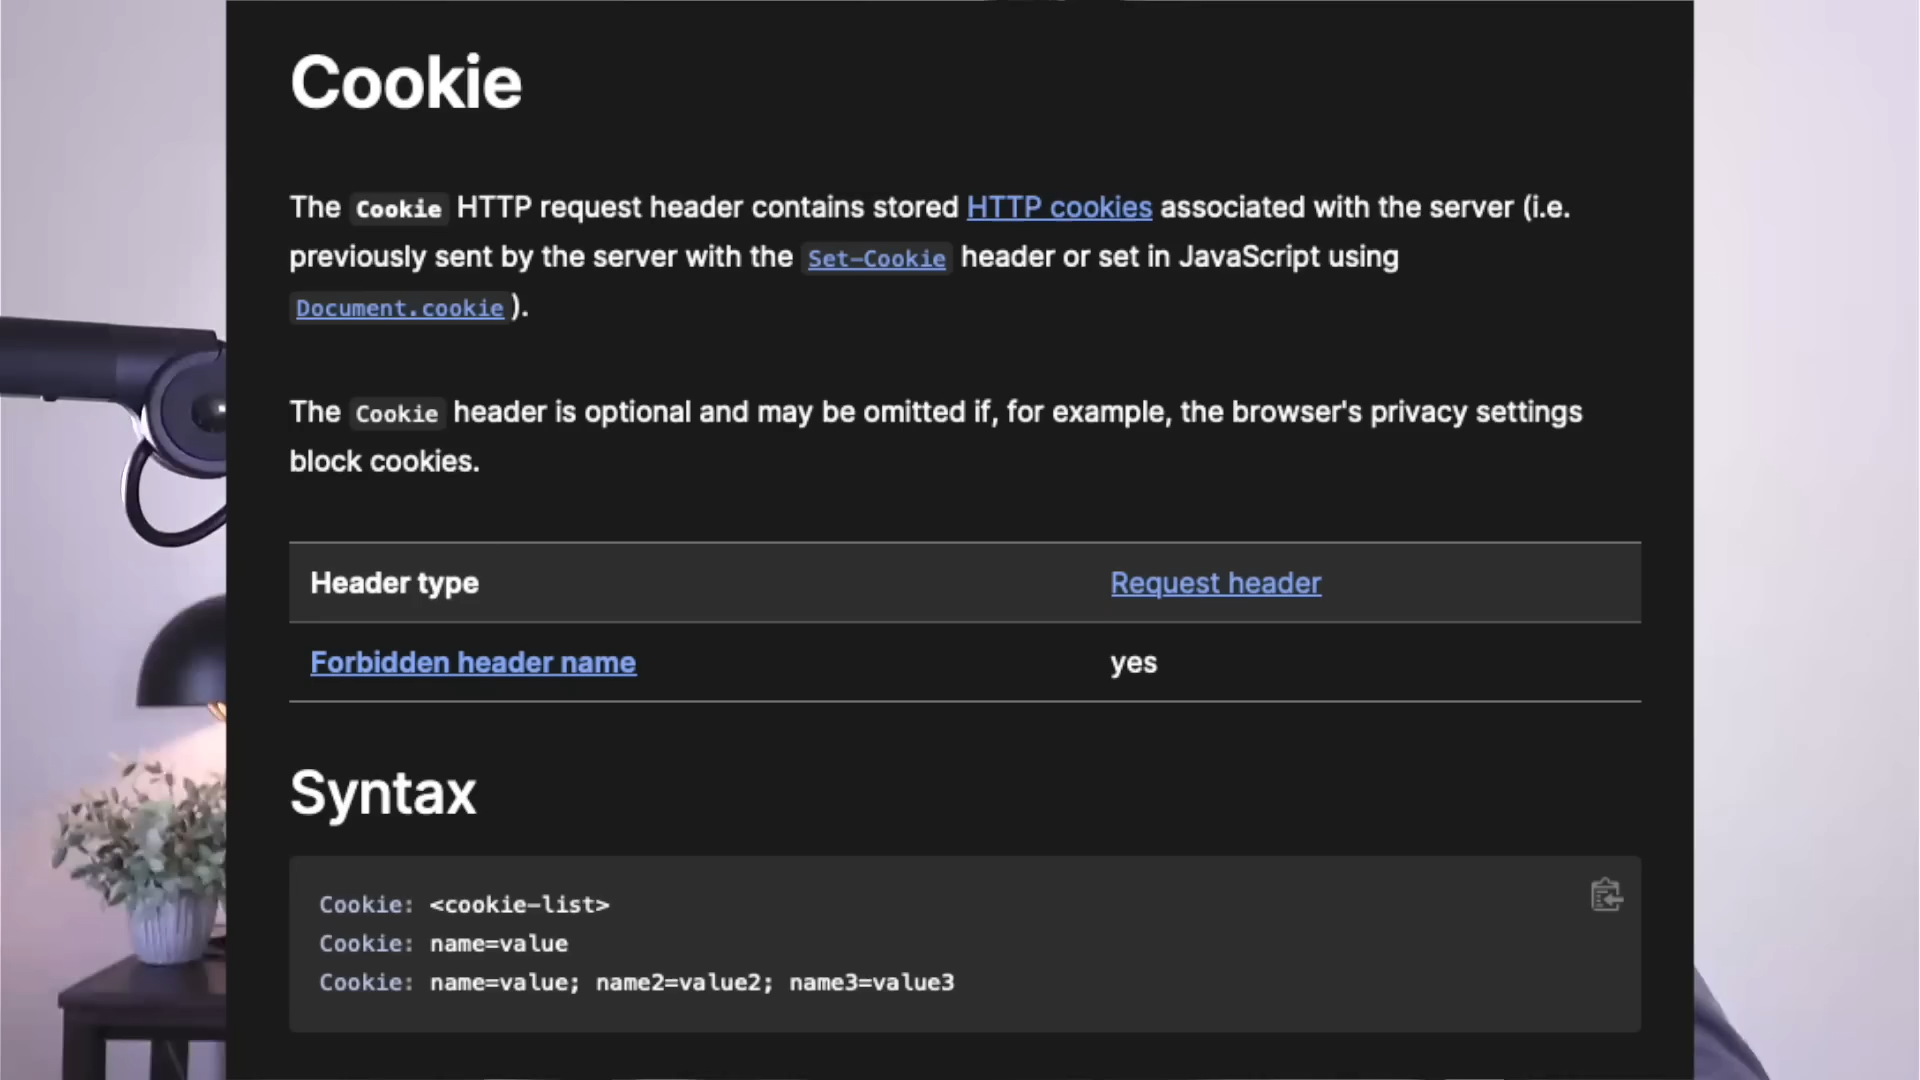 Cookie
The Cookie HTTP request header contains stored HTTP cookies associated with the server (i.e.
previously sent by the server with the Set-Cookie header or set in JavaScript using
Document.cookie).
The Cookie header is optional and may be omitted if, for example, the browser's privacy settings
block cookies.
Header type Request header
Forbidden header name yes
Syntax
Cookie: <cookie-list>
Cookie: name=value
Cookie: name=value; name2=value2; name3=value3